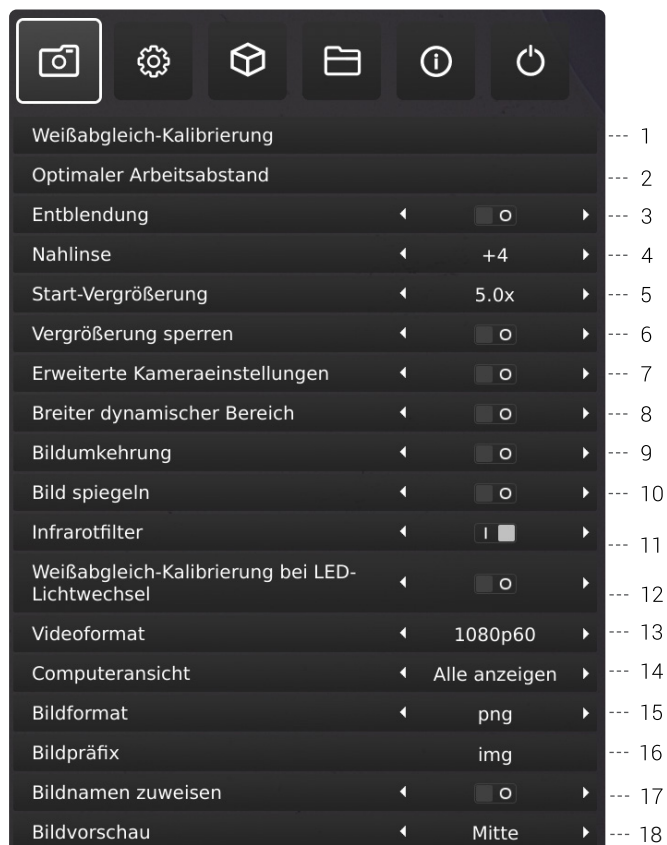 Weißabgleich-Kalibrierung --- 1
Optimaler Arbeitsabstand --- 2
Entblendung O --- 3
Nahlinse +4 --- 4
Start-Vergrößerung 5.0x --- 5
Vergrößerung sperren O --- 6
Erweiterte Kameraeinstellungen O --- 7
Breiter dynamischer Bereich O --- 8
Bildumkehrung O --- 9
Bild spiegeln O --- 10
Infrarotfilter I --- 11
Weißabgleich-Kalibrierung bei LED-
Lichtwechsel O --- 12
Videoformat 1080p60 --- 13
Computeransicht Alle anzeigen --- 14
Bildformat png --- 15
Bildpräfix img --- 16
Bildnamen zuweisen O --- 17
Bildvorschau Mitte --- 18